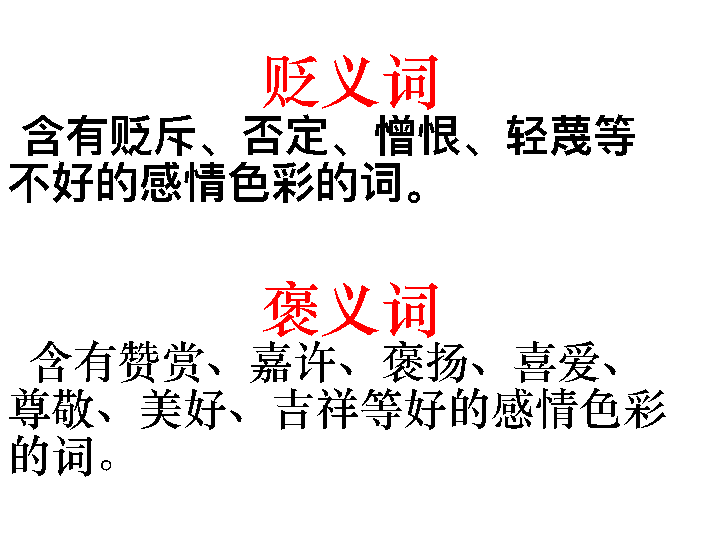 贬义词
含有贬斥、否定、憎恨、轻蔑等
不好的感情色彩的词。
褒义词
含有赞赏、嘉许、褒扬、喜爱、
尊敬、美好、吉祥等好的感情色彩
的词。